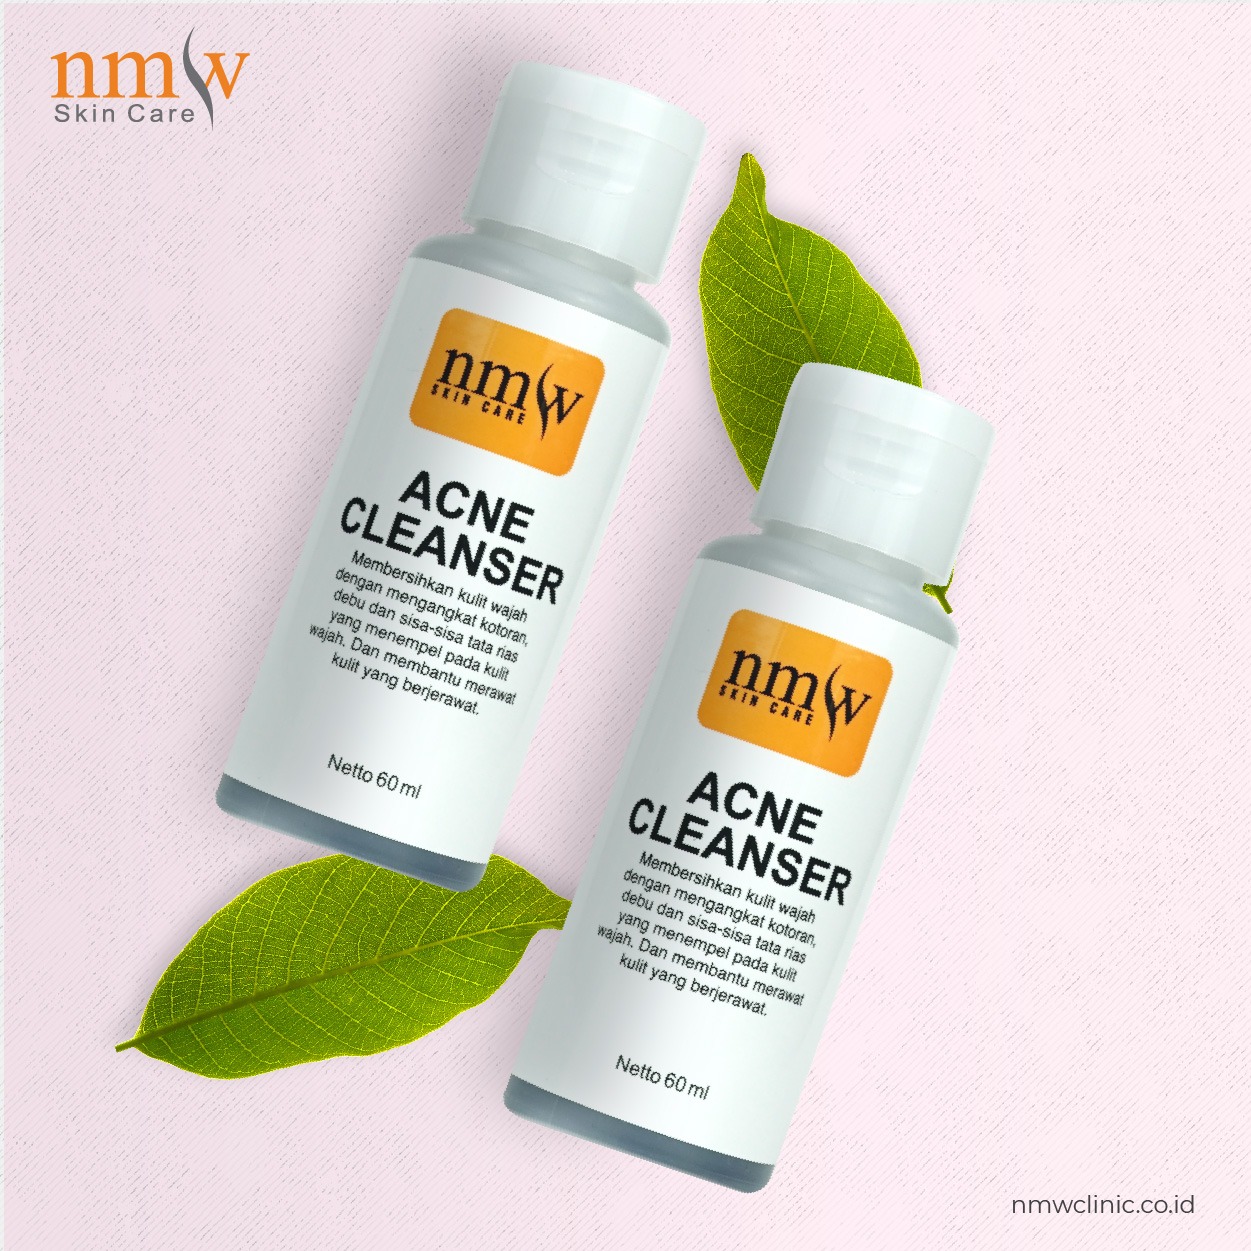 nmw
Skin Care
nmw
SKIN CARE
ACNE
CLEANSER
Membersihkan kulit wajah
dengan mengangkat kotoran,
debu dan sisa-sisa tata rias
yang menempel pada kulit
wajah. Dan membantu merawat
kulit yang berjerawat.
Netto 60 ml
nmw
SKIN CARE
ACNE
CLEANSER
Membersihkan kulit wajah
dengan mengangkat kotoran,
debu dan sisa-sisa tata rias
yang menempel pada kulit
wajah. Dan membantu merawat
kulit yang berjerawat.
Netto 60 ml
nmwclinic.co.id